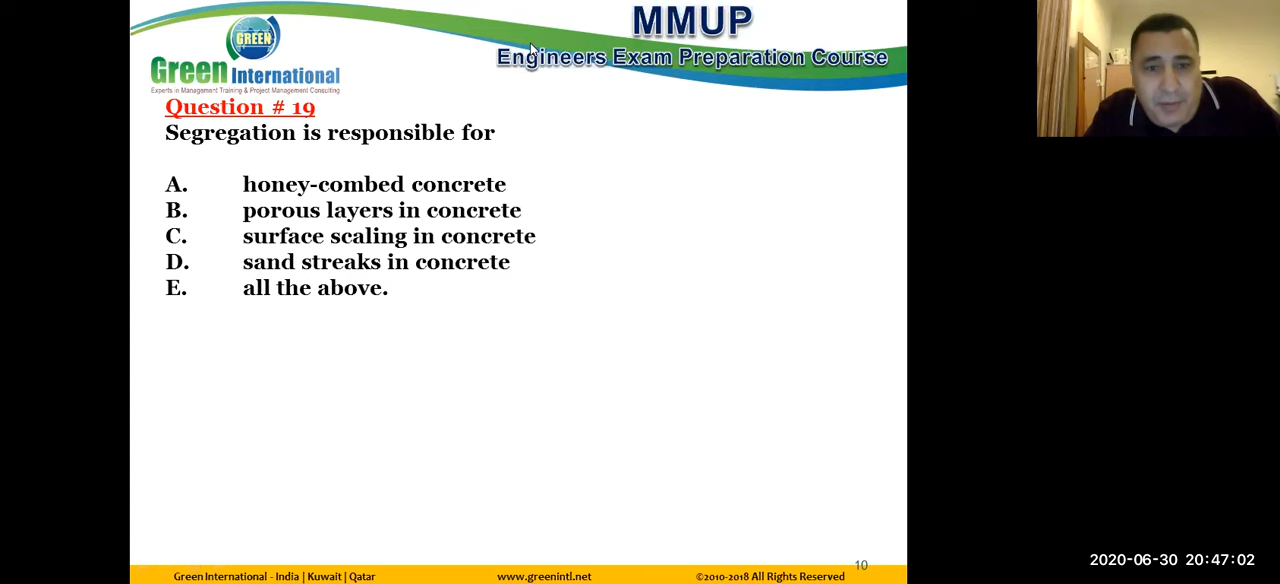 MMUP
Engineers Exam Preparation Course
GREEN
Green International
Experts in Management Training & Project Management Consulting
Question # 19
Segregation is responsible for
A. honey-combed concrete
B. porous layers in concrete
C. surface scaling in concrete
D. sand streaks in concrete
E. all the above.
10
Green International - India | Kuwait | Qatar www.greenintl.net ©2010-2018 All Rights Reserved
2020-06-30 20:47:02